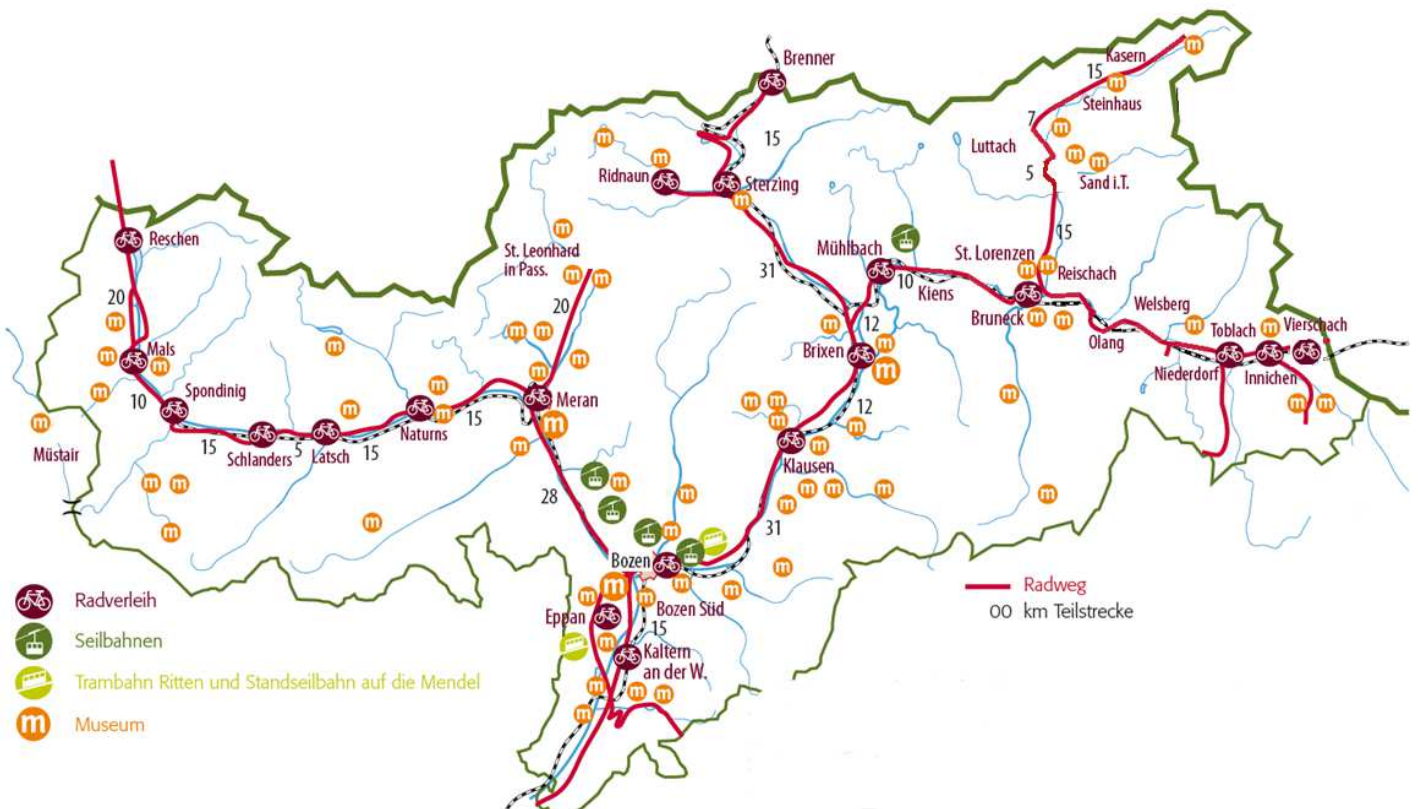 Brenner
Kasern
15
Steinhaus
7
15
Luttach
5
Sand i.T.
Ridnaun
Sterzing
Reschen
St. Leonhard
in Pass.
Mühlbach
St. Lorenzen
15
Reischach
31
10
Kiens
20
20
Bruneck
Welsberg
Olang
Toblach
Vierschach
12
Brixen
Niederdorf
Innichen
Mals
Spondinig
10
Meran
Naturns
15
12
Müstair
15
Schlanders
5
Latsch
15
Klausen
28
31
Bozen
Radverleih
Radweg
00 km Teilstrecke
Eppan
Bozen Süd
15
Seilbahnen
Kaltern
an der W.
Trambahn Ritten und Standseilbahn auf die Mendel
m Museum